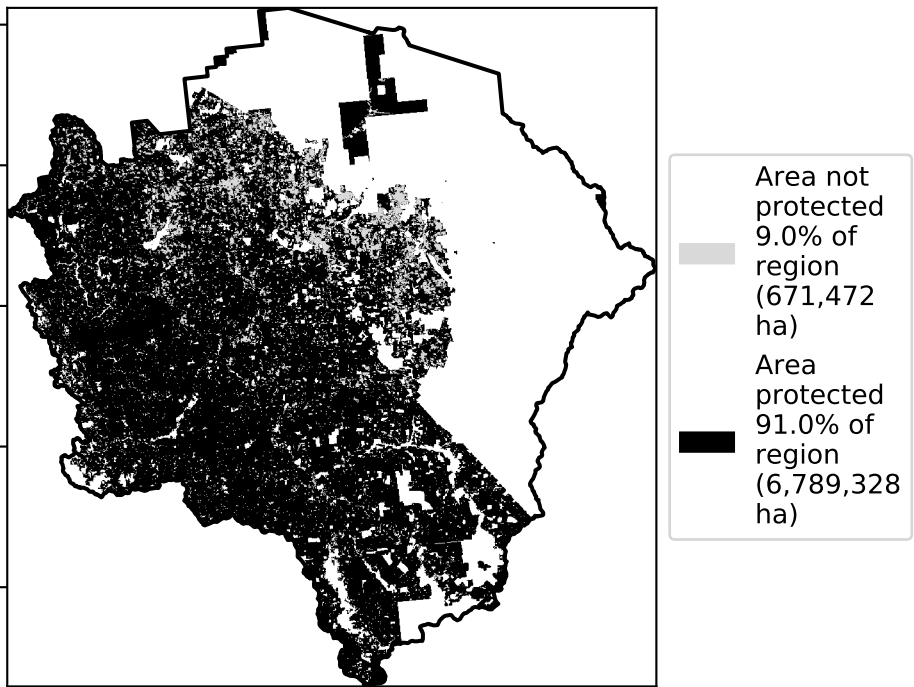 Area not
protected
9.0% of
region
(671,472
ha)
Area
protected
91.0% of
region
(6,789,328
ha)